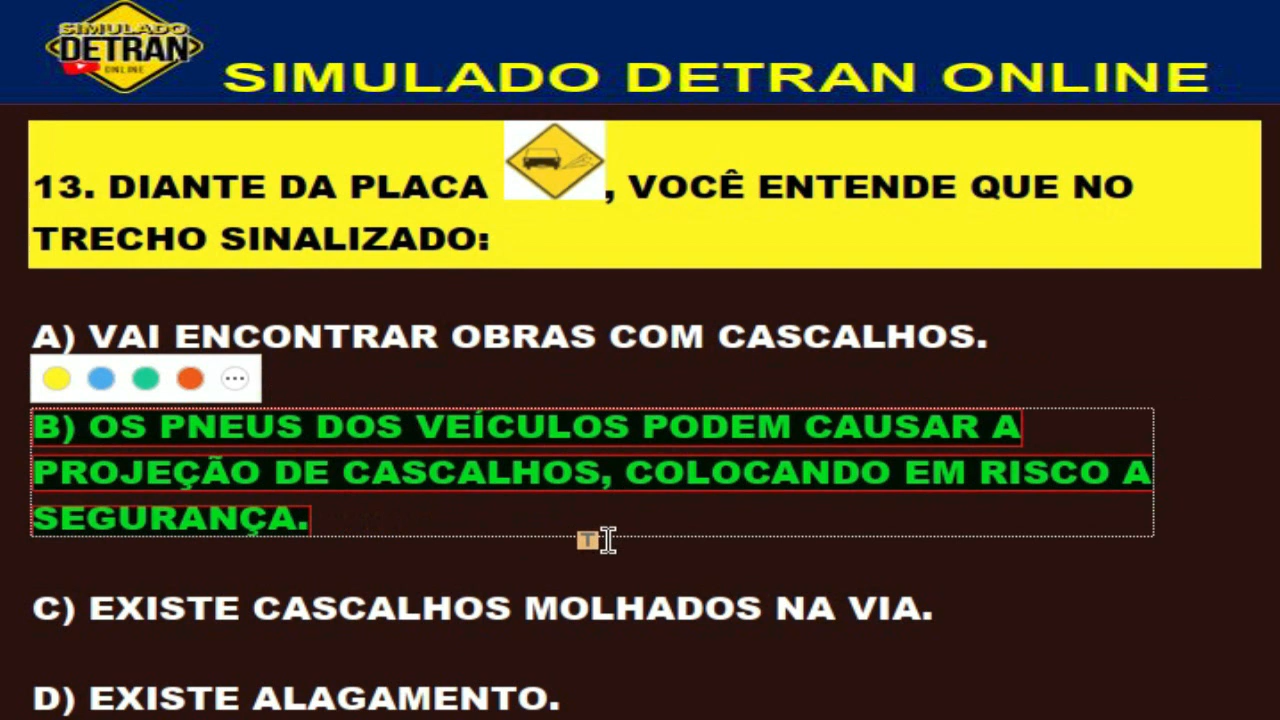 SIMULADO
DETRAN
ONLINE
SIMULADO DETRAN ONLINE
13. DIANTE DA PLACA , VOCÊ ENTENDE QUE NO
TRECHO SINALIZADO:
A) VAI ENCONTRAR OBRAS COM CASCALHOS.
B) OS PNEUS DOS VEÍCULOS PODEM CAUSAR A
PROJEÇÃO DE CASCALHOS, COLOCANDO EM RISCO A
SEGURANÇA.
T
C) EXISTE CASCALHOS MOLHADOS NA VIA.
D) EXISTE ALAGAMENTO.